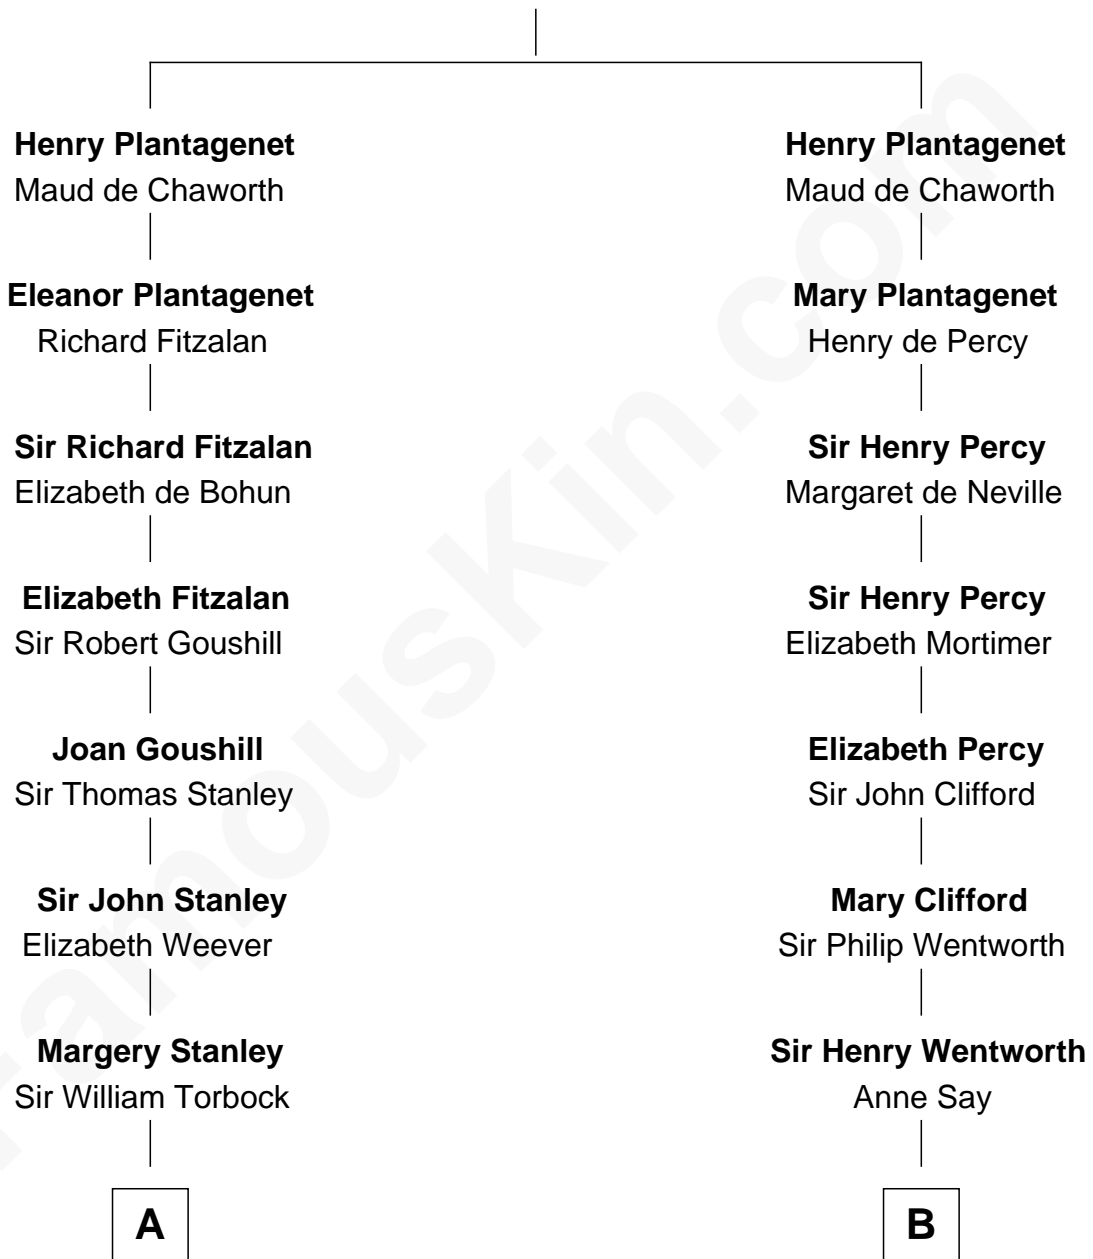 Henry Plantagenet
Maud de Chaworth
Eleanor Plantagenet
Richard Fitzalan
Sir Richard Fitzalan
Elizabeth de Bohun
Elizabeth Fitzalan
Sir Robert Goushill
Joan Goushill
Sir Thomas Stanley
Sir John Stanley
Elizabeth Weever
Margery Stanley
Sir William Torbock
A
Henry Plantagenet
Maud de Chaworth
Mary Plantagenet
Henry de Percy
Sir Henry Percy
Margaret de Neville
Sir Henry Percy
Elizabeth Mortimer
Elizabeth Percy
Sir John Clifford
Mary Clifford
Sir Philip Wentworth
Sir Henry Wentworth
Anne Say
B
FamousKin.com